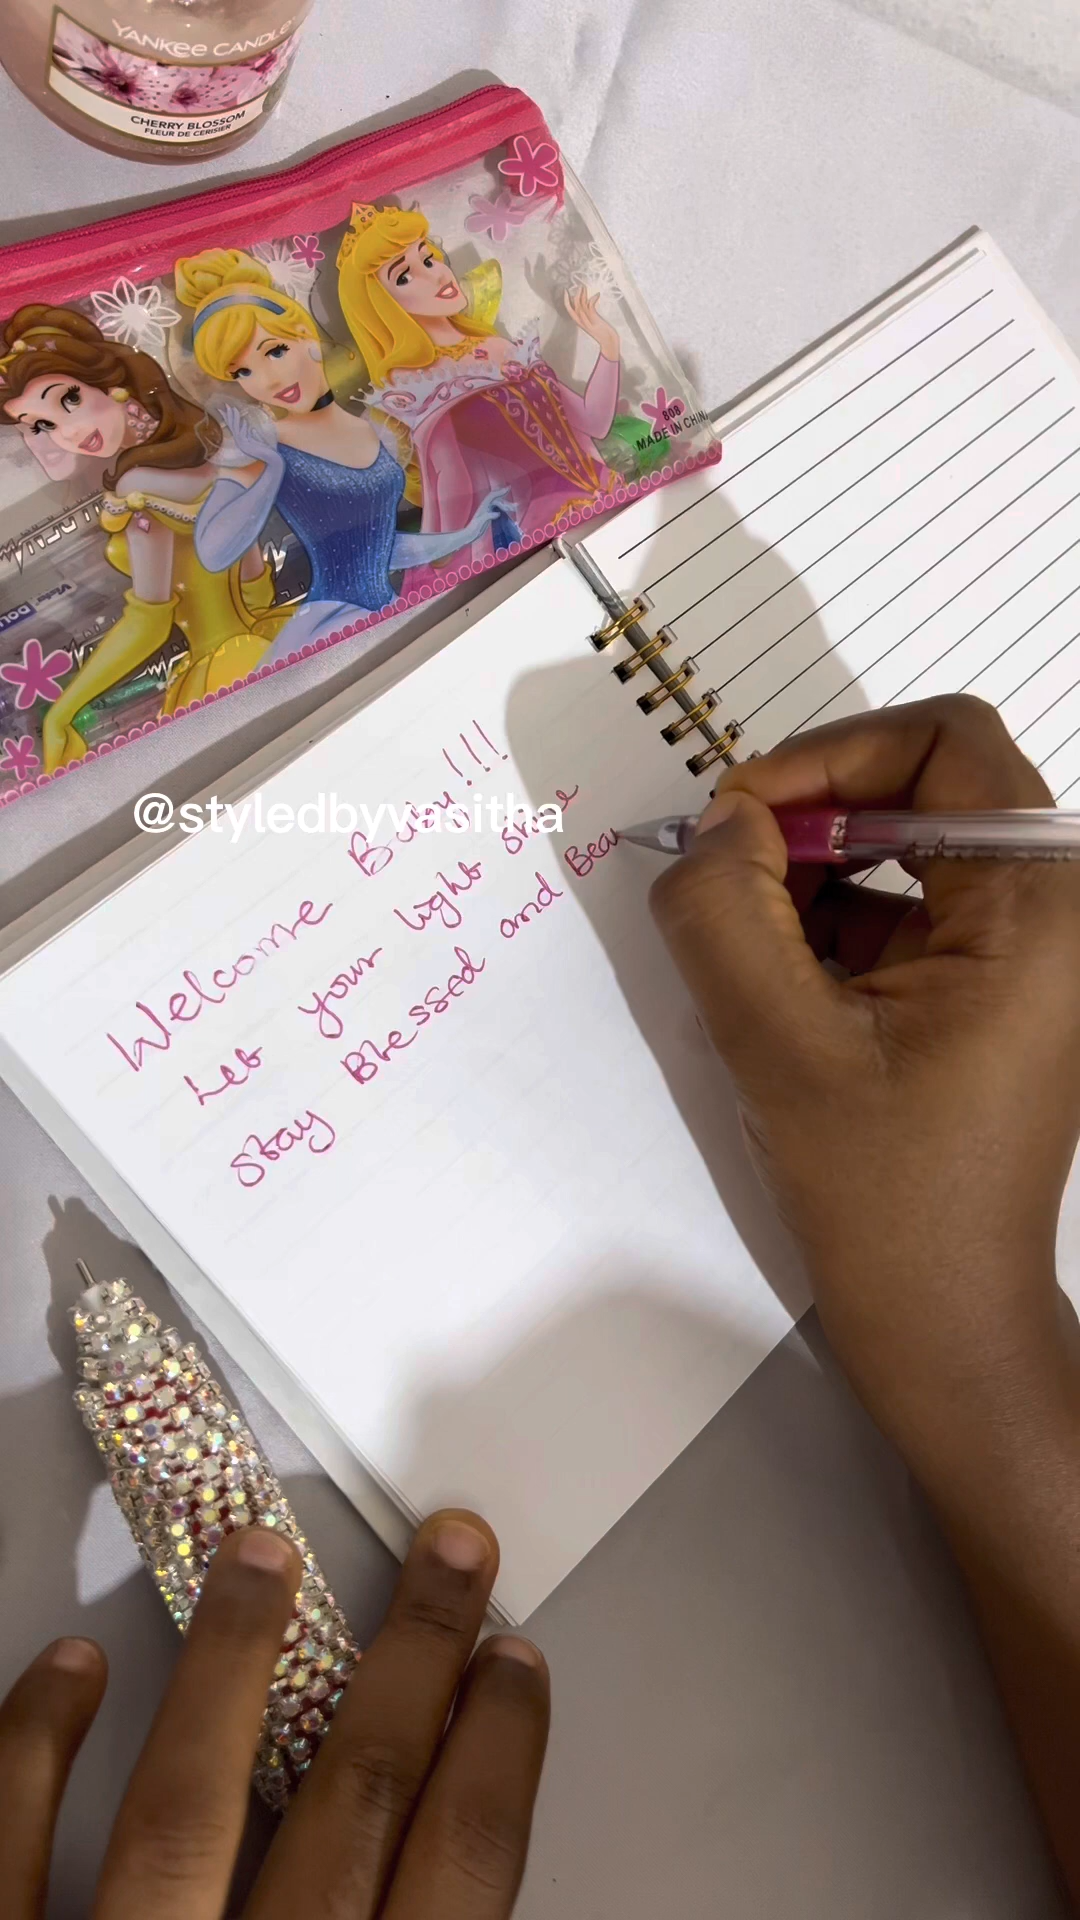 YANKEE CANDLE
CHERRY BLOSSOM
FLEUR DE CERISIER
808
MADE IN CHINA
@styledbyvasitha
Welcome Baby!!!
Let your light shine
stay Blessed and Beau